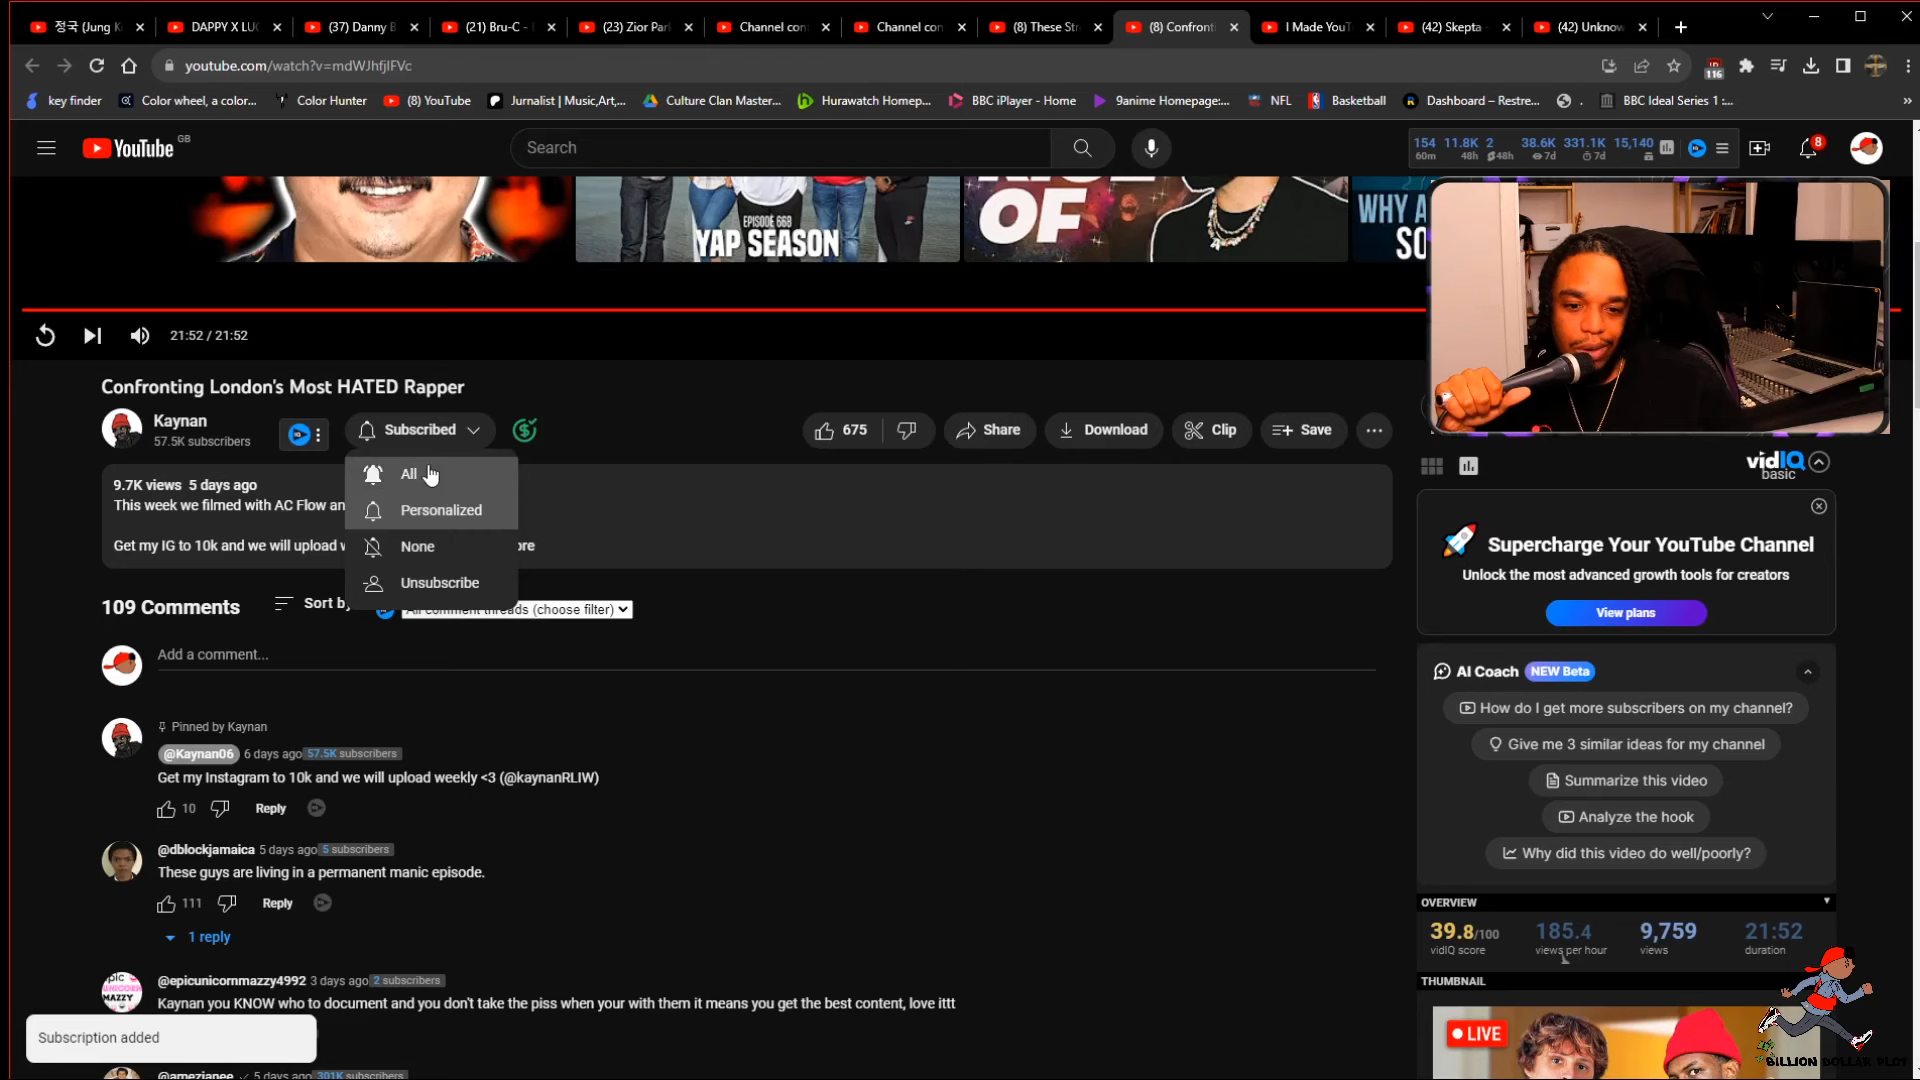 정국 (Jung K
DAPPY X LUC
(37) Danny B
(21) Bru-C -
(23) Zior Park
Channel con
Channel con
(8) These Str
(8) Confronti
I Made YouT
(42) Skepta -
(42) Unknow
youtube.com/watch?v=mdWJhfjlFVc
116
key finder
Color wheel, a color...
Color Hunter
(8) YouTube
Jurnalist | Music,Art,...
Culture Clan Master...
Hurawatch Homep...
BBC iPlayer - Home
9anime Homepage:...
NFL
Basketball
Dashboard – Restre...
.
BBC Ideal Series 1 :...
YouTube GB
Search
154 11.8K 2 38.6K 331.1K 15,140
60m 48h 48h 7d 7d
8
EPISODE 668
YAP SEASON
RISE
OF
WHY A
SO
21:52 / 21:52
Confronting London's Most HATED Rapper
Kaynan
57.5K subscribers
Subscribed
675
Share
Download
Clip
Save
All
Personalized
None
Unsubscribe
9.7K views 5 days ago
This week we filmed with AC Flow an
Get my IG to 10k and we will upload w ore
109 Comments
Sort by
All comment threads (choose filter)
Add a comment...
Pinned by Kaynan
@Kaynan06 6 days ago 57.5K subscribers
Get my Instagram to 10k and we will upload weekly <3 (@kaynanRLIW)
10 Reply
@dblockjamaica 5 days ago 5 subscribers
These guys are living in a permanent manic episode.
111 Reply
1 reply
@epicunicornmazzy4992 3 days ago 2 subscribers
Kaynan you KNOW who to document and you don't take the piss when your with them it means you get the best content, love ittt
epic
UNICORN
MAZZY
Subscription added
@amezianee 5 days ago 301K subscribers
vidIQ
basic
Supercharge Your YouTube Channel
Unlock the most advanced growth tools for creators
View plans
AI Coach NEW Beta
How do I get more subscribers on my channel?
Give me 3 similar ideas for my channel
Summarize this video
Analyze the hook
Why did this video do well/poorly?
OVERVIEW
39.8/100 185.4 9,759 21:52
vidIQ score views per hour views duration
THUMBNAIL
LIVE
BILLION DOLLAR PLOT